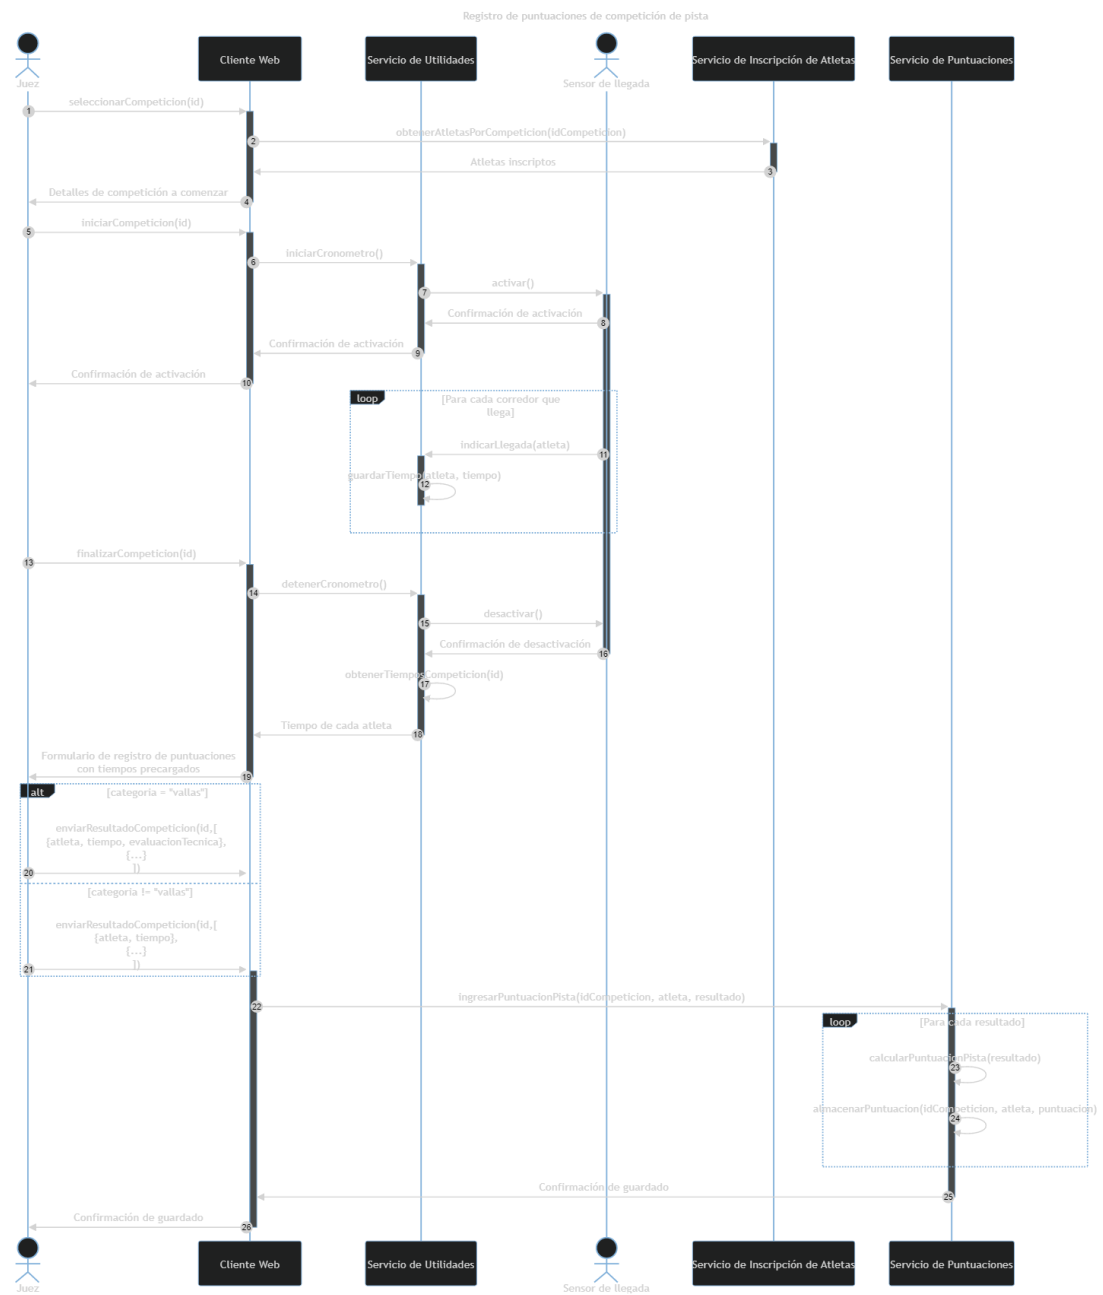 Registro de puntuaciones de competición de pista
Juez
Cliente Web
Servicio de Utilidades
Sensor de llegada
Servicio de Inscripción de Atletas
Servicio de Puntuaciones
1
seleccionarCompeticion(id)
2
obtenerAtletasPorCompeticion(idCompeticion)
Atletas inscriptos
3
Detalles de competición a comenzar
4
iniciarCompeticion(id)
5
iniciarCronometro()
6
activar()
7
Confirmación de activación
8
Confirmación de activación
9
Confirmación de activación
10
loop
[Para cada corredor que
llega]
indicarLlegada(atleta)
11
guardarTiempo(atleta, tiempo)
12
finalizarCompeticion(id)
13
detenerCronometro()
14
desactivar()
15
Confirmación de desactivación
16
obtenerTiemposCompeticion(id)
17
Tiempo de cada atleta
18
Formulario de registro de puntuaciones
con tiempos precargados
19
alt
[categoria = "vallas"]
enviarResultadoCompeticion(id,[
{atleta, tiempo, evaluacionTecnica},
{...}
])
20
[categoria != "vallas"]
enviarResultadoCompeticion(id,[
{atleta, tiempo},
{...}
])
21
ingresarPuntuacionPista(idCompeticion, atleta, resultado)
22
loop
[Para cada resultado]
calcularPuntuacionPista(resultado)
23
almacenarPuntuacion(idCompeticion, atleta, puntuacion)
24
Confirmación de guardado
25
Confirmación de guardado
26
Juez
Cliente Web
Servicio de Utilidades
Sensor de llegada
Servicio de Inscripción de Atletas
Servicio de Puntuaciones